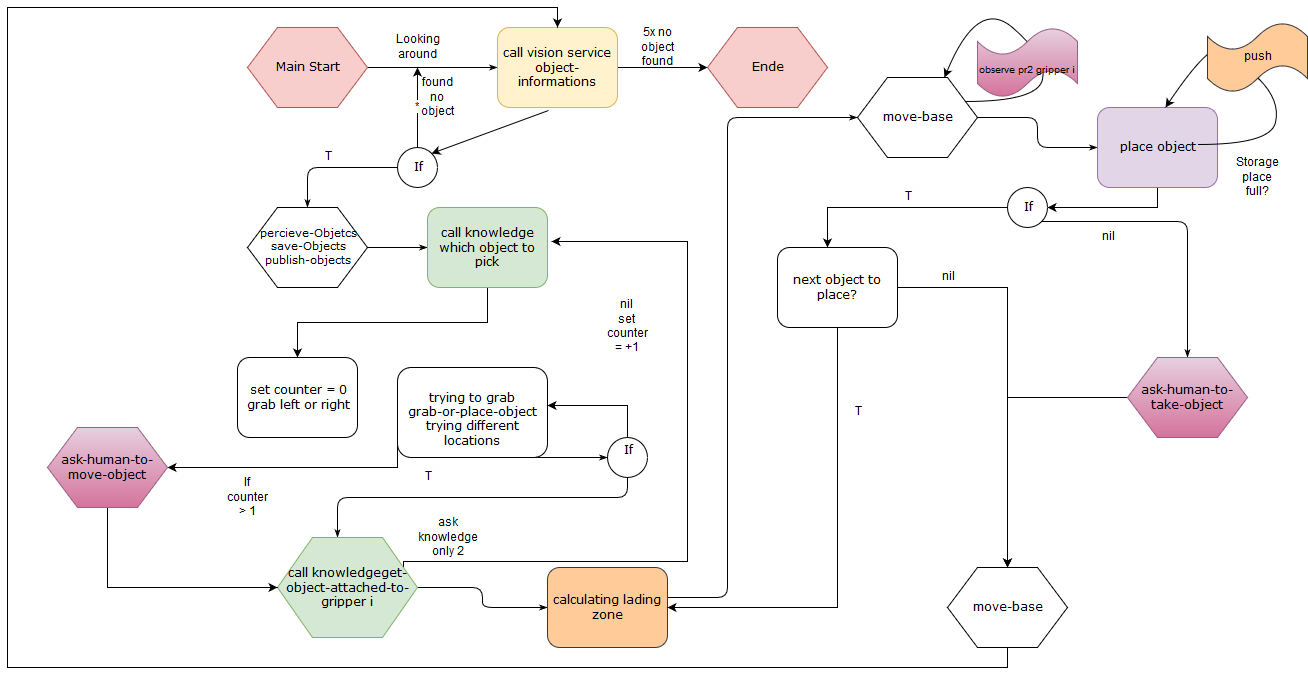 Main Start
Looking
around
call vision service
object-
informations
5x no
object
found
Ende
found
no
object
*
If
T
percieve-Objetcs
save-Objects
publish-objects
call knowledge
which object to
pick
set counter = 0
grab left or right
trying to grab
grab-or-place-object
trying different
locations
If
nil
set
counter
= +1
T
ask-human-to-
move-object
If
counter
> 1
ask
knowledge
only 2
call knowledgeget-
object-attached-to-
gripper i
calculating lading
zone
move-base
observe pr2 gripper i
push
place object
Storage
place
full?
If
T
nil
next object to
place?
nil
T
ask-human-to-
take-object
move-base